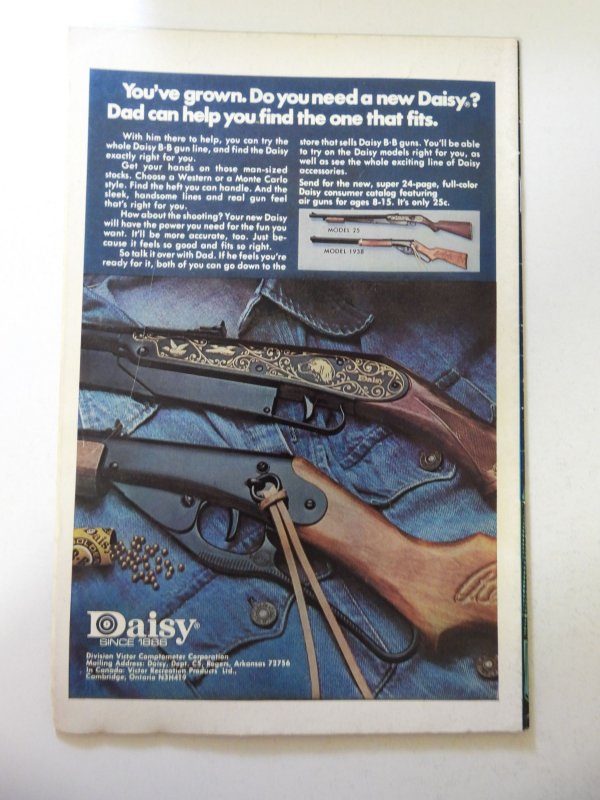 You've grown. Do you need a new Daisy®?
Dad can help you find the one that fits.
With him there to help, you can try the
whole Daisy B·B gun line, and find the Daisy
exactly right for you.
Get your hands on those man-sized
stocks. Choose a Western or a Monte Carlo
style. Find the heft you can handle. And the
sleek, handsome lines and real gun feel
that's right for you.
How about the shooting? Your new Daisy
will have the power you need for the fun you
want. It'll be more accurate, too. Just be-
cause it feels so good and fits so right.
So talk it over with Dad. If he feels you're
ready for it, both of you can go down to the
store that sells Daisy B·B guns. You'll be able
to try on the Daisy models right for you, as
well as see the whole exciting line of Daisy
accessories.
Send for the new, super 24-page, full-color
Daisy consumer catalog featuring
air guns for ages 8-15. It's only 25¢.
MODEL 25
MODEL 1938
Daisy
Daisy
Daisy®
SINCE 1886
Division Victor Comptometer Corporation
Mailing Address: Daisy, Dept. C5, Rogers, Arkansas 72756
In Canada: Victor Recreation Products Ltd.,
Cambridge, Ontario N3H4T9